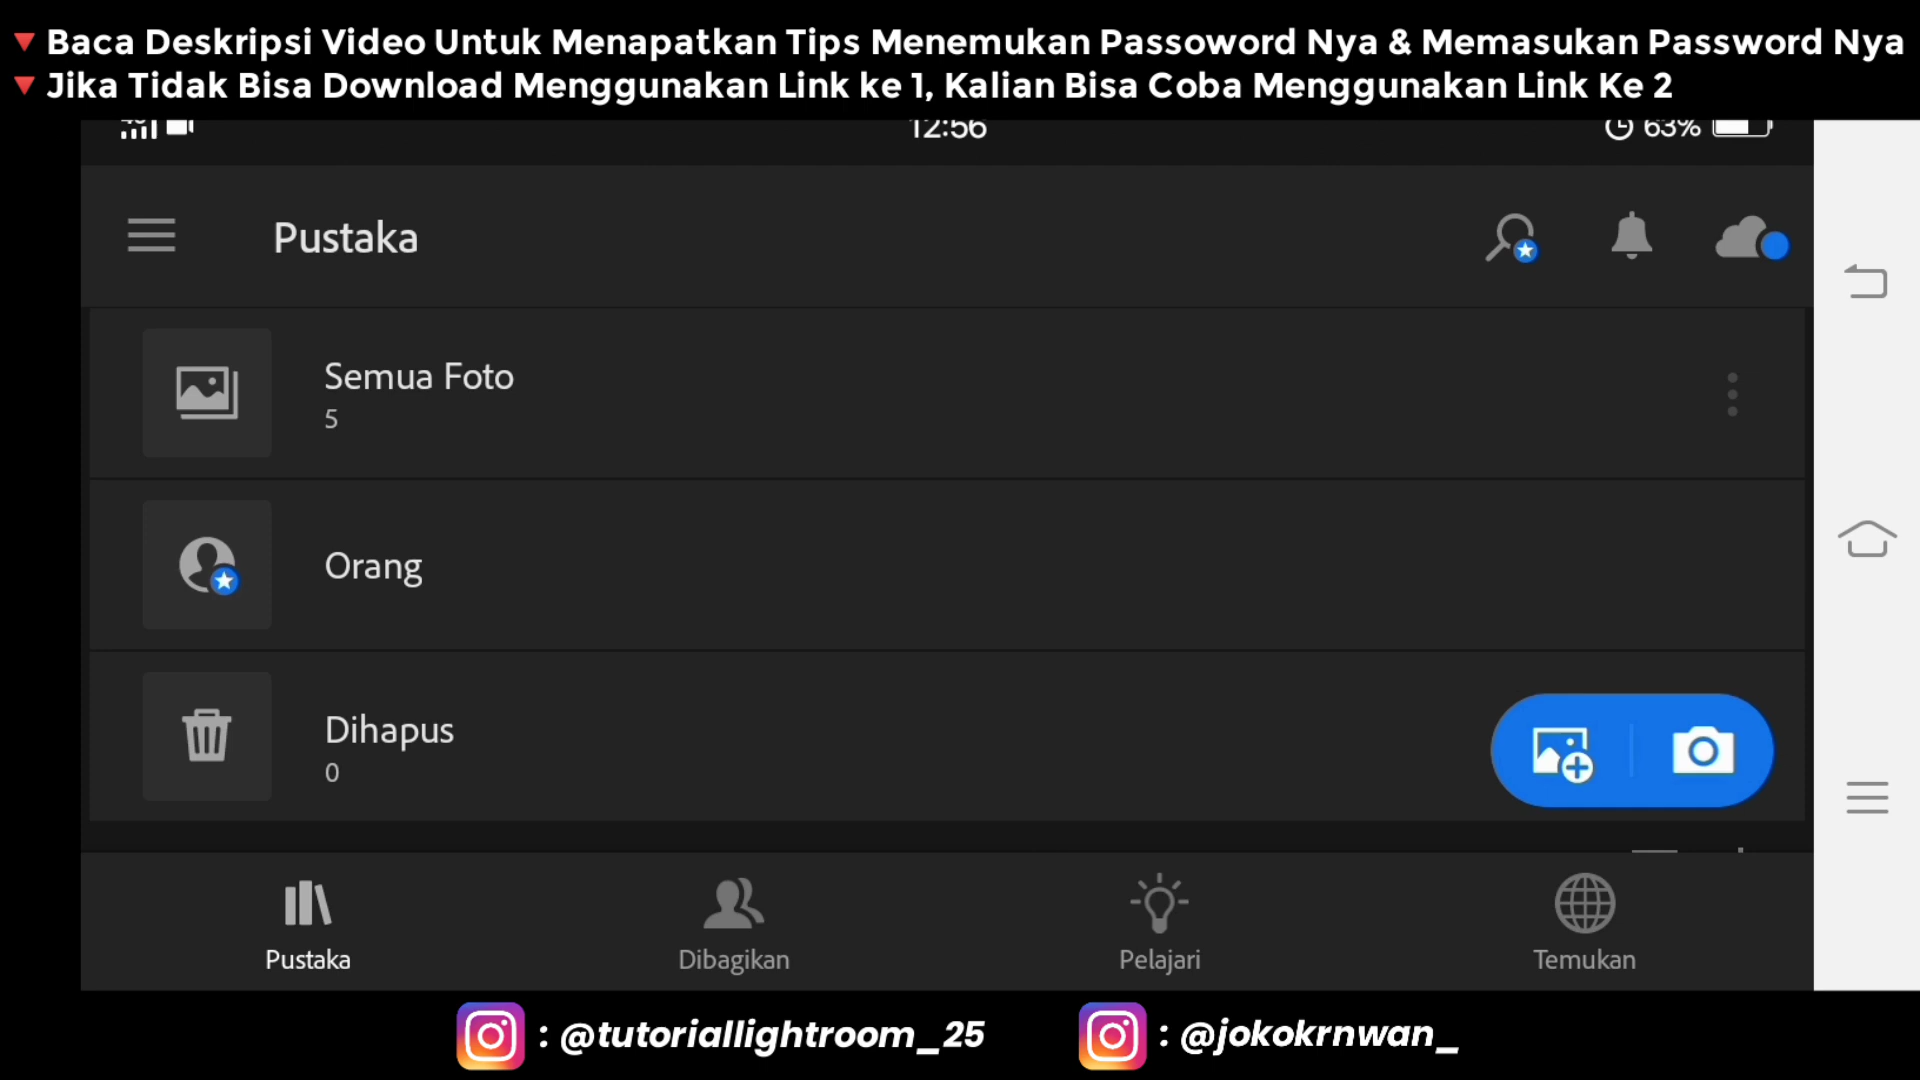 Baca Deskripsi Video Untuk Menapatkan Tips Menemukan Passoword Nya & Memasukan Password Nya
Jika Tidak Bisa Download Menggunakan Link ke 1, Kalian Bisa Coba Menggunakan Link Ke 2
12:56
63%
Pustaka
Semua Foto
5
Orang
Dihapus
0
Pustaka
Dibagikan
Pelajari
Temukan
: @tutoriallightroom_25
: @jokokrnwan_